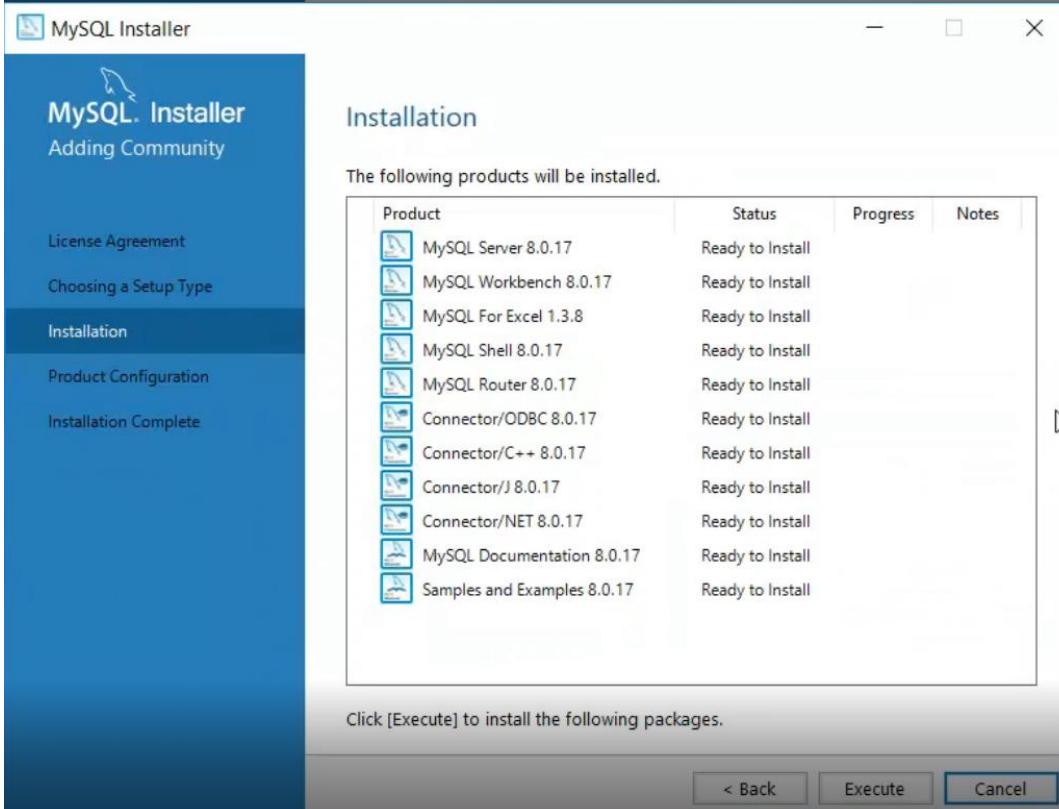 MySQL Installer
MySQL. Installer
Adding Community
License Agreement
Choosing a Setup Type
Installation
Product Configuration
Installation Complete
Installation
The following products will be installed.
Product Status Progress Notes
MySQL Server 8.0.17 Ready to Install
MySQL Workbench 8.0.17 Ready to Install
MySQL For Excel 1.3.8 Ready to Install
MySQL Shell 8.0.17 Ready to Install
MySQL Router 8.0.17 Ready to Install
Connector/ODBC 8.0.17 Ready to Install
Connector/C++ 8.0.17 Ready to Install
Connector/J 8.0.17 Ready to Install
Connector/NET 8.0.17 Ready to Install
MySQL Documentation 8.0.17 Ready to Install
Samples and Examples 8.0.17 Ready to Install
Click [Execute] to install the following packages.
< Back Execute Cancel